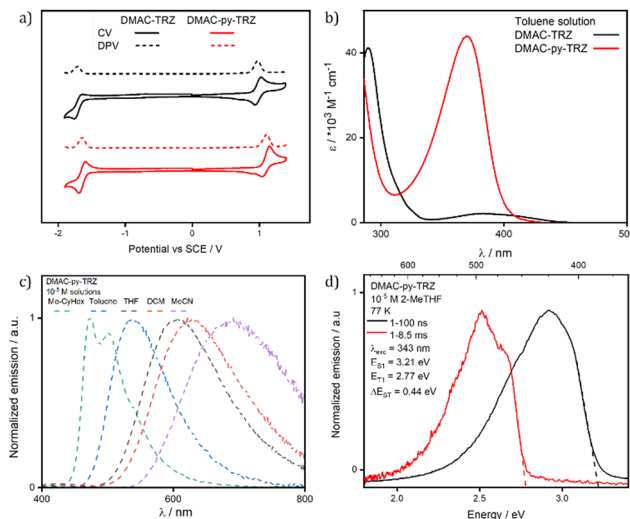 a)
DMAC-TRZ DMAC-py-TRZ
CV
DPV
-2 -1 0 1
Potential vs SCE / V
b)
Toluene solution
DMAC-TRZ
DMAC-py-TRZ
40
20
0
300 400 50
ε / *10³ M⁻¹ cm⁻¹
λ / nm
c)
DMAC-py-TRZ
10⁻⁵ M solutions
Me-CyHex Toluene THF DCM MeCN
1
0
400 600 800
Normalized emission / a.u.
λ / nm
d)
600 500 400
DMAC-py-TRZ
10⁻⁵ M 2-MeTHF
77 K
1-100 ns
1-8.5 ms
λexc = 343 nm
ES1 = 3.21 eV
ET1 = 2.77 eV
ΔEST = 0.44 eV
1
0
2.0 2.5 3.0
Normalized emission / a.u.
Energy / eV